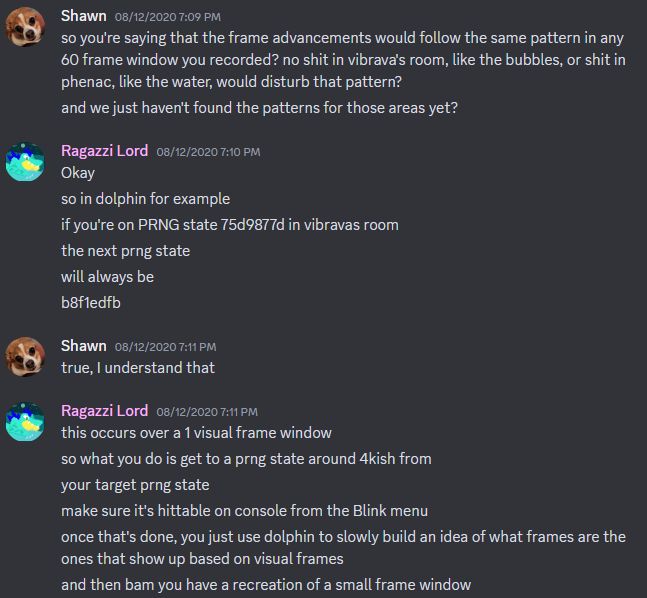 Shawn 08/12/2020 7:09 PM
so you're saying that the frame advancements would follow the same pattern in any
60 frame window you recorded? no shit in vibrava's room, like the bubbles, or shit in
phenac, like the water, would disturb that pattern?
and we just haven't found the patterns for those areas yet?
Ragazzi Lord 08/12/2020 7:10 PM
Okay
so in dolphin for example
if you're on PRNG state 75d9877d in vibravas room
the next prng state
will always be
b8f1edfb
Shawn 08/12/2020 7:11 PM
true, I understand that
Ragazzi Lord 08/12/2020 7:11 PM
this occurs over a 1 visual frame window
so what you do is get to a prng state around 4kish from
your target prng state
make sure it's hittable on console from the Blink menu
once that's done, you just use dolphin to slowly build an idea of what frames are the
ones that show up based on visual frames
and then bam you have a recreation of a small frame window